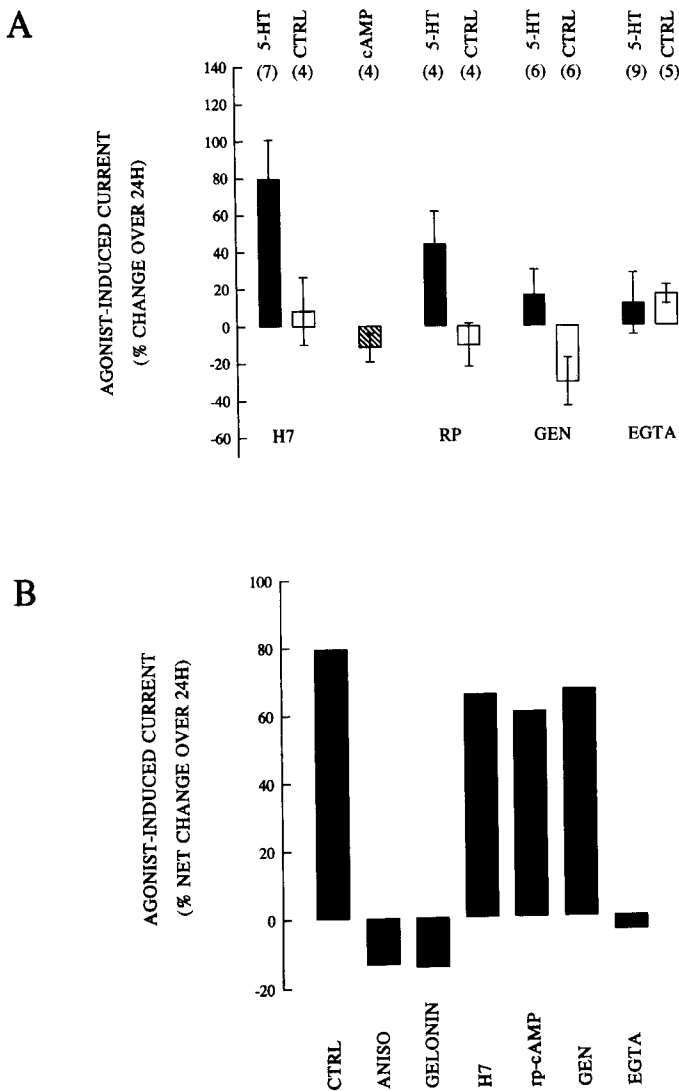 A
5-HT CTRL cAMP 5-HT CTRL 5-HT CTRL 5-HT CTRL
(7) (4) (4) (4) (4) (6) (6) (9) (5)
140
120
100
80
60
40
20
0
-20
-40
-60
AGONIST-INDUCED CURRENT
(% CHANGE OVER 24H)
H7 RP GEN EGTA
B
100
80
60
40
20
0
-20
AGONIST-INDUCED CURRENT
(% NET CHANGE OVER 24H)
CTRL ANISO GELONIN H7 rp-cAMP GEN EGTA